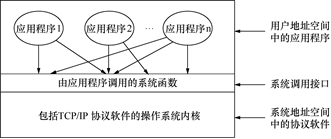 应用程序1
应用程序2
…
应用程序n
用户地址空间
中的应用程序
由应用程序调用的系统函数
系统调用接口
包括TCP/IP 协议软件的操作系统内核
系统地址空间
中的协议软件